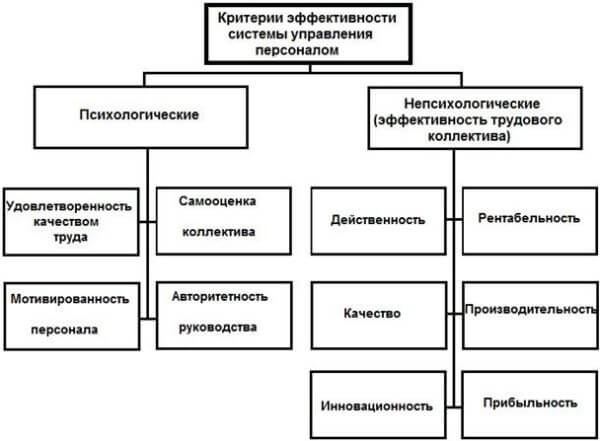 Критерии эффективности
системы управления
персоналом
Психологические
Непсихологические
(эффективность трудового
коллектива)
Удовлетворенность
качеством
труда
Самооценка
коллектива
Действенность
Рентабельность
Мотивированность
персонала
Авторитетность
руководства
Качество
Производительность
Инновационность
Прибыльность